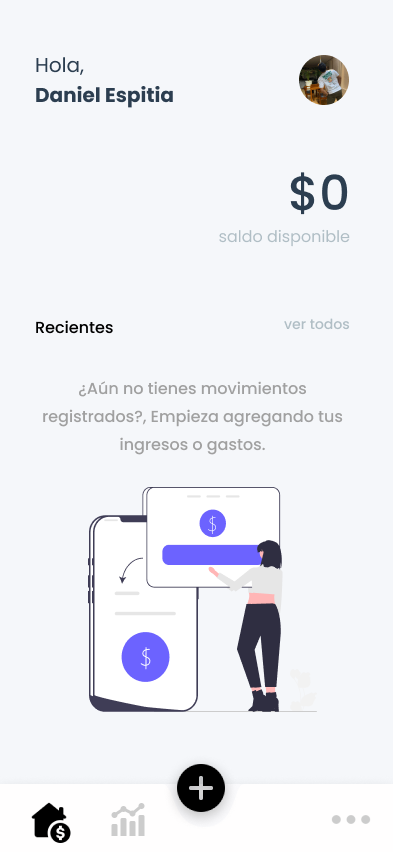 Hola,
Daniel Espitia
$0
saldo disponible
Recientes
ver todos
¿Aún no tienes movimientos
registrados?, Empieza agregando tus
ingresos o gastos.
$
$
$